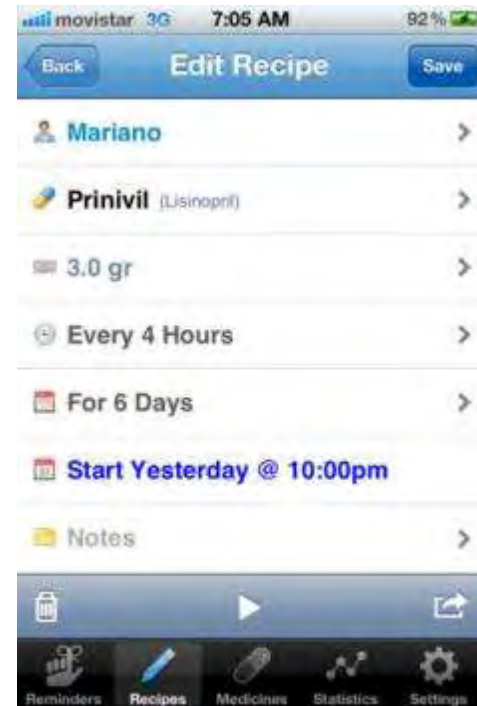 movistar 3G 7:05 AM 92 %
Back Edit Recipe Save
Mariano
Prinivil (Lisinopril)
3.0 gr
Every 4 Hours
For 6 Days
Start Yesterday @ 10:00pm
Notes
Reminders Recipes Medicines Statistics Settings